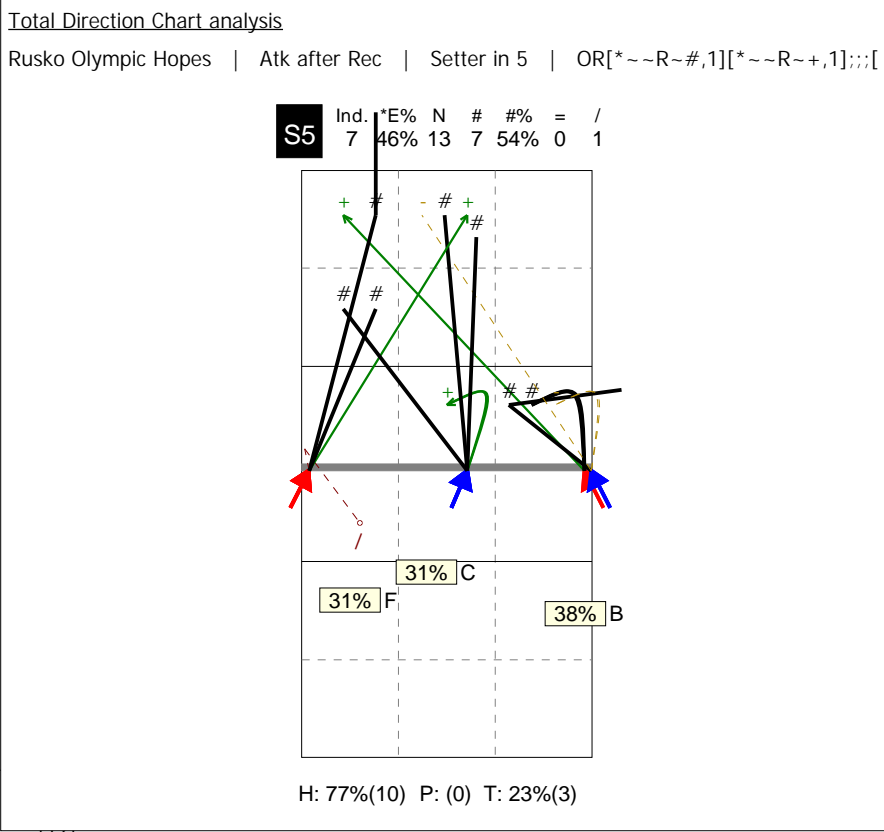 Total Direction Chart analysis
Rusko Olympic Hopes | Atk after Rec | Setter in 5 | OR[*~~R~#,1][*~~R~+,1];;;[
Ind. *E% N # #% = /
S5 7 46% 13 7 54% 0 1
+ # - # +
#
# #
+ # #
/
31% C
31% F
38% B
H: 77%(10) P: (0) T: 23%(3)